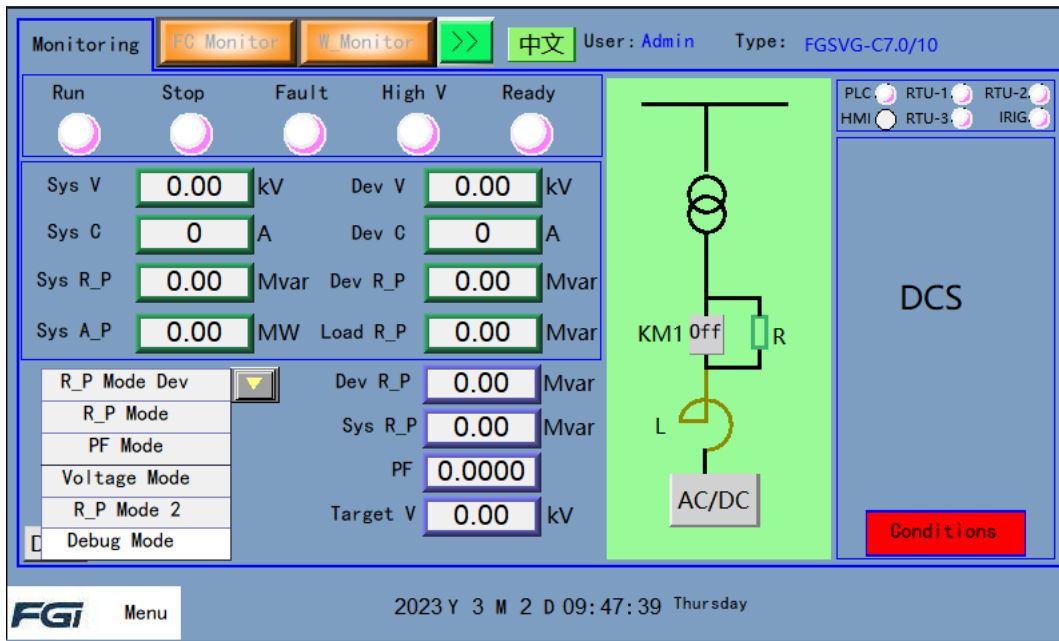 Monitoring FC Monitor W_Monitor >> 中文 User: Admin Type: FGSVG-C7.0/10
Run Stop Fault High V Ready
PLC RTU-1 RTU-2
HMI RTU-3 IRIG
Sys V 0.00 kV Dev V 0.00 kV
Sys C 0 A Dev C 0 A
Sys R_P 0.00 Mvar Dev R_P 0.00 Mvar
Sys A_P 0.00 MW Load R_P 0.00 Mvar
KM1 Off R
DCS
R_P Mode Dev Dev R_P 0.00 Mvar
R_P Mode Sys R_P 0.00 Mvar
L
PF Mode PF 0.0000
Voltage Mode
AC/DC
R_P Mode 2 Target V 0.00 kV
Debug Mode
Conditions
FGI Menu 2023 Y 3 M 2 D 09:47:39 Thursday